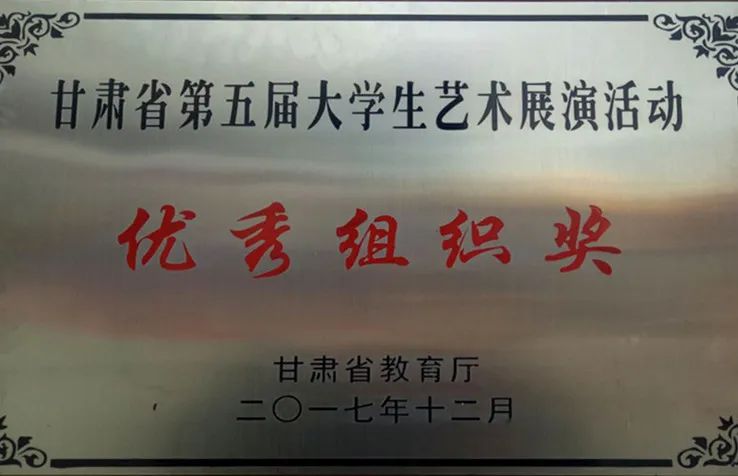 甘肃省第五届大学生艺术展演活动
优秀组织奖
甘肃省教育厅
二〇一七年十二月